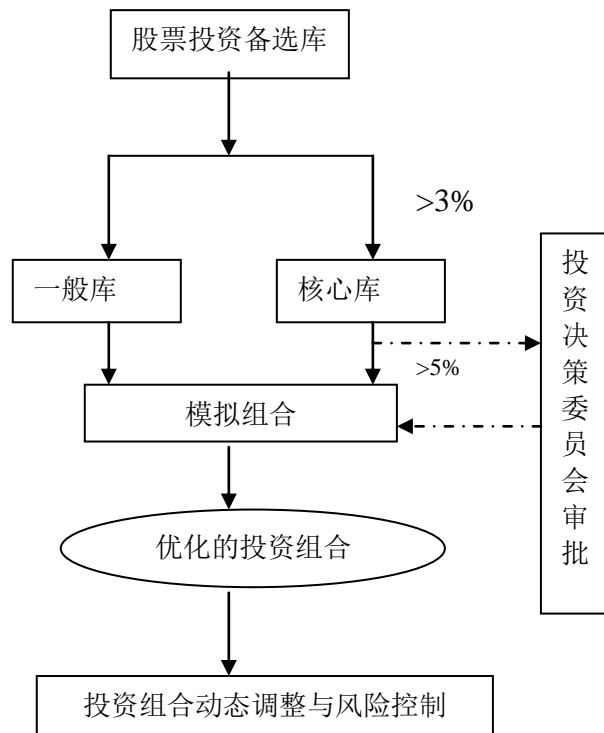 股票投资备选库
>3%
一般库
核心库
投资决策委员会审批
>5%
模拟组合
优化的投资组合
投资组合动态调整与风险控制